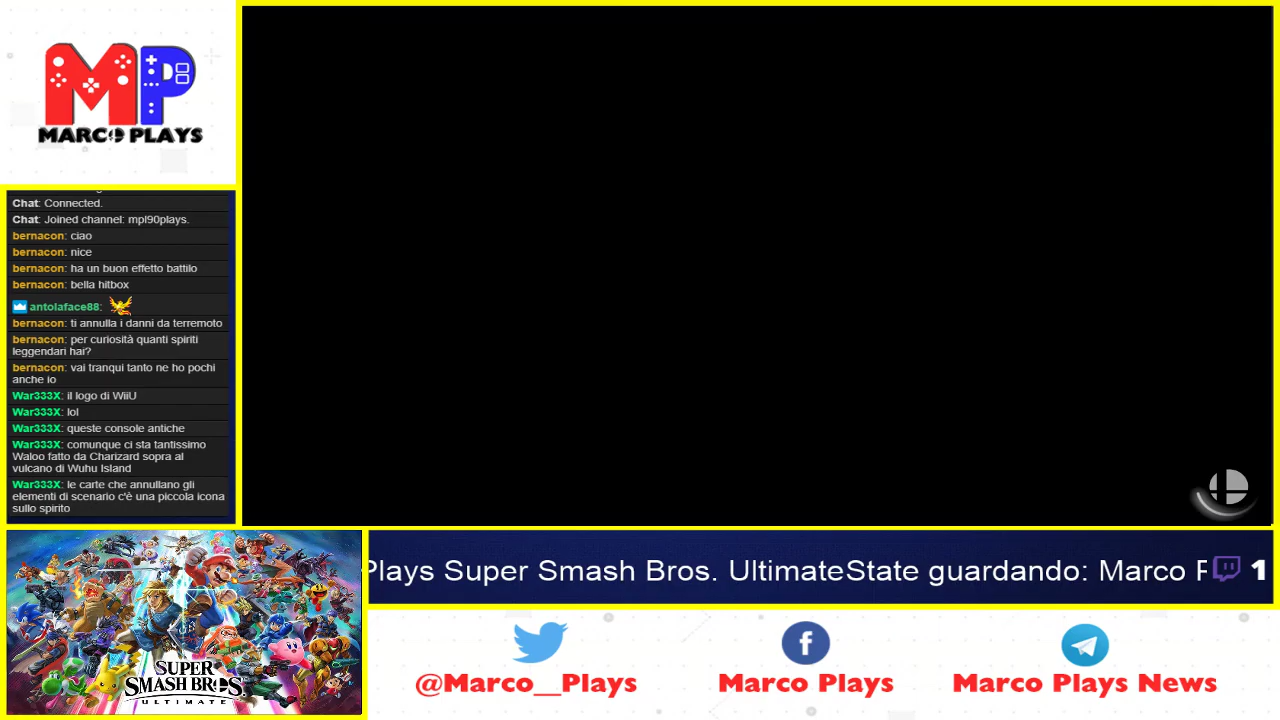 MP
MARCO PLAYS
Chat: Connected.
Chat: Joined channel: mpl90plays.
bernacon: ciao
bernacon: nice
bernacon: ha un buon effetto battilo
bernacon: bella hitbox
antolaface88:
bernacon: ti annulla i danni da terremoto
bernacon: per curiosità quanti spiriti
leggendari hai?
bernacon: vai tranqui tanto ne ho pochi
anche io
War333X: il logo di WiiU
War333X: lol
War333X: queste console antiche
War333X: comunque ci sta tantissimo
Waloo fatto da Charizard sopra al
vulcano di Wuhu Island
War333X: le carte che annullano gli
elementi di scenario c'è una piccola icona
sullo spirito
SUPER
SMASH BROS.
ULTIMATE
Plays Super Smash Bros. UltimateState guardando: Marco P
1
@Marco__Plays
Marco Plays
Marco Plays News